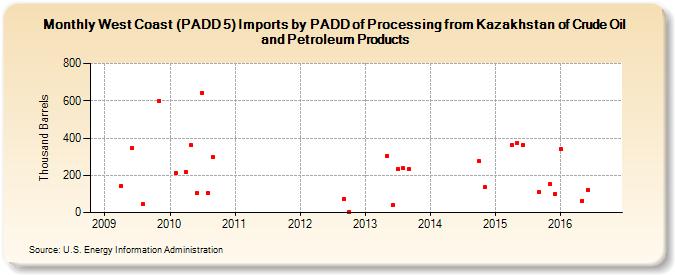 Monthly West Coast (PADD 5) Imports by PADD of Processing from Kazakhstan of Crude Oil
and Petroleum Products
Thousand Barrels
800
600
400
200
0
2009 2010 2011 2012 2013 2014 2015 2016
Source: U.S. Energy Information Administration